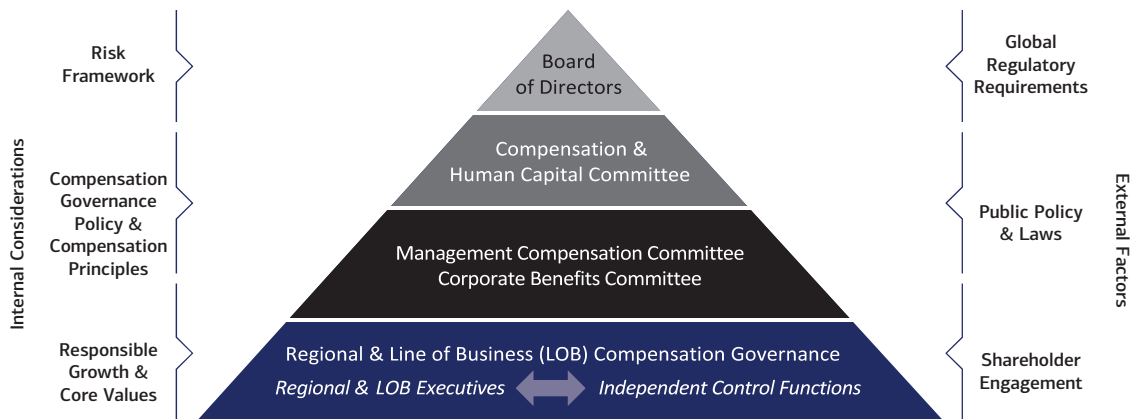 Internal Considerations
Risk
Framework
Compensation
Governance
Policy &
Compensation
Principles
Responsible
Growth &
Core Values
Board
of Directors
Compensation &
Human Capital Committee
Management Compensation Committee
Corporate Benefits Committee
Regional & Line of Business (LOB) Compensation Governance
Regional & LOB Executives
Independent Control Functions
Global
Regulatory
Requirements
Public Policy
& Laws
Shareholder
Engagement
External Factors